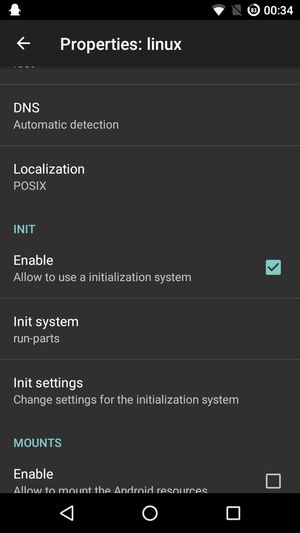 00:34
Properties: linux
DNS
Automatic detection
Localization
POSIX
INIT
Enable
Allow to use a initialization system
Init system
run-parts
Init settings
Change settings for the initialization system
MOUNTS
Enable
Allow to mount the Android resources